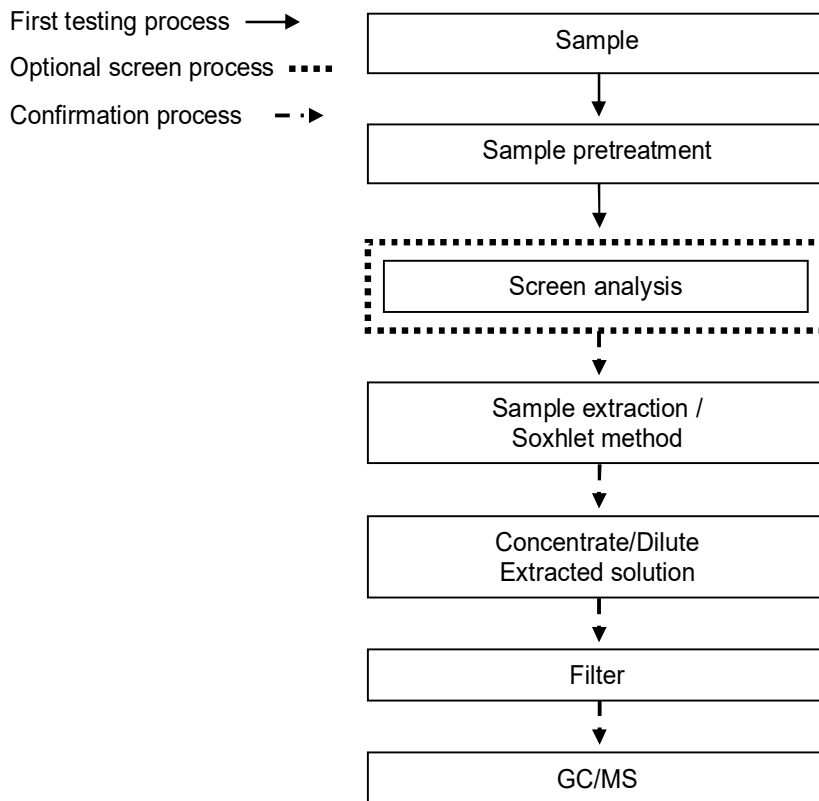 First testing process
Optional screen process
Confirmation process
Sample
Sample pretreatment
Screen analysis
Sample extraction /
Soxhlet method
Concentrate/Dilute
Extracted solution
Filter
GC/MS